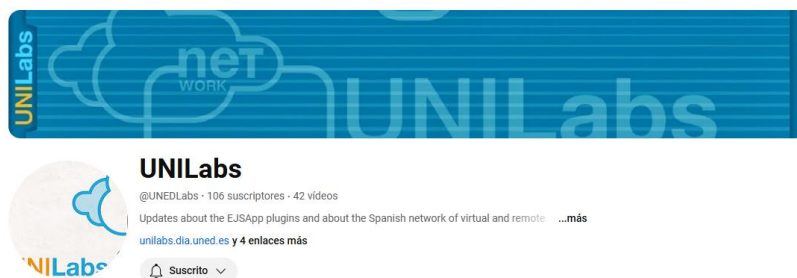 UNILabs
neT
WORK
UNILabs
UNILabs
@UNEDLabs · 106 suscriptores · 42 vídeos
Updates about the EJSApp plugins and about the Spanish network of virtual and remote ...más
unilabs.dia.uned.es y 4 enlaces más
NILabs
Suscrito